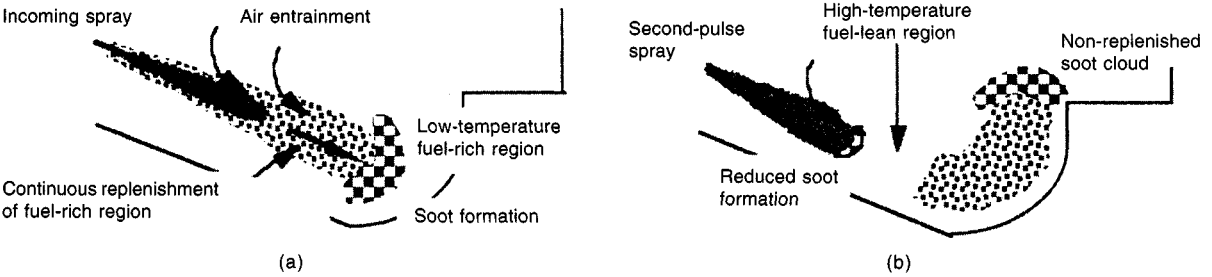 Incoming spray
Air entrainment
Low-temperature
fuel-rich region
Continuous replenishment
of fuel-rich region
Soot formation
(a)
Second-pulse
spray
High-temperature
fuel-lean region
Non-replenished
soot cloud
Reduced soot
formation
(b)